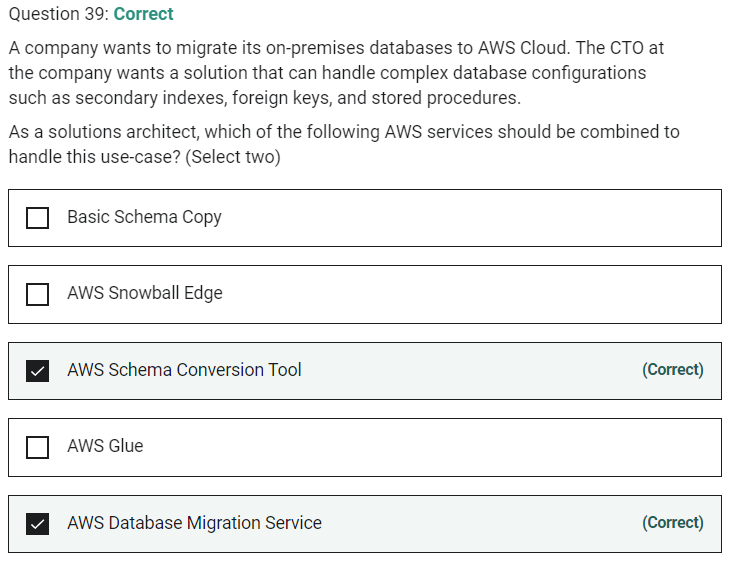 Question 39: Correct
A company wants to migrate its on-premises databases to AWS Cloud. The CTO at
the company wants a solution that can handle complex database configurations
such as secondary indexes, foreign keys, and stored procedures.
As a solutions architect, which of the following AWS services should be combined to
handle this use-case? (Select two)
Basic Schema Copy
AWS Snowball Edge
AWS Schema Conversion Tool (Correct)
AWS Glue
AWS Database Migration Service (Correct)